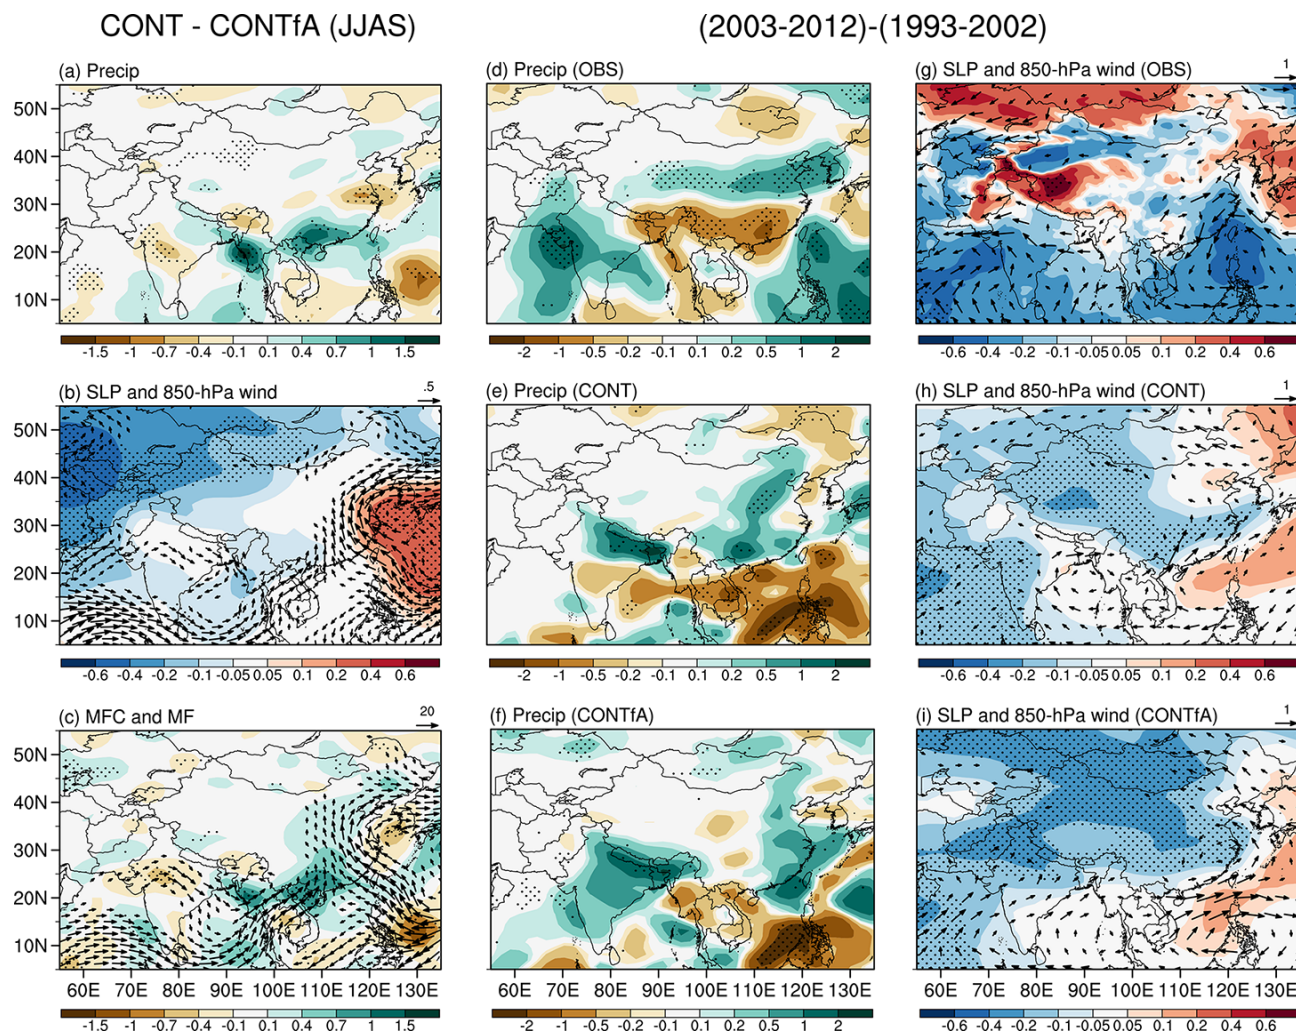 CONT - CONTfA (JJAS)
(2003-2012)-(1993-2002)
(a) Precip
50N
40N
30N
20N
10N
-1.5 -1 -0.7 -0.4 -0.1 0.1 0.4 0.7 1 1.5
(d) Precip (OBS)
-2 -1 -0.5 -0.2 -0.1 0.1 0.2 0.5 1 2
(g) SLP and 850-hPa wind (OBS)
1
-0.6 -0.4 -0.2 -0.1 -0.05 0.05 0.1 0.2 0.4 0.6
(b) SLP and 850-hPa wind
.5
50N
40N
30N
20N
10N
-0.6 -0.4 -0.2 -0.1 -0.05 0.05 0.1 0.2 0.4 0.6
(e) Precip (CONT)
-2 -1 -0.5 -0.2 -0.1 0.1 0.2 0.5 1 2
(h) SLP and 850-hPa wind (CONT)
1
-0.6 -0.4 -0.2 -0.1 -0.05 0.05 0.1 0.2 0.4 0.6
(c) MFC and MF
20
50N
40N
30N
20N
10N
60E 70E 80E 90E 100E 110E 120E 130E
-1.5 -1 -0.7 -0.4 -0.1 0.1 0.4 0.7 1 1.5
(f) Precip (CONTfA)
60E 70E 80E 90E 100E 110E 120E 130E
-2 -1 -0.5 -0.2 -0.1 0.1 0.2 0.5 1 2
(i) SLP and 850-hPa wind (CONTfA)
1
60E 70E 80E 90E 100E 110E 120E 130E
-0.6 -0.4 -0.2 -0.1 -0.05 0.05 0.1 0.2 0.4 0.6